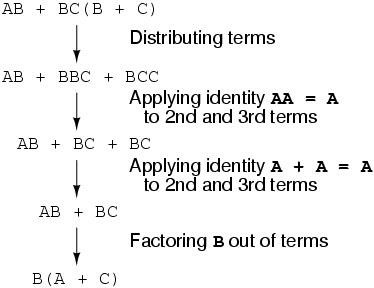 AB + BC(B + C)
Distributing terms
AB + BBC + BCC
Applying identity AA = A
to 2nd and 3rd terms
AB + BC + BC
Applying identity A + A = A
to 2nd and 3rd terms
AB + BC
Factoring B out of terms
B(A + C)